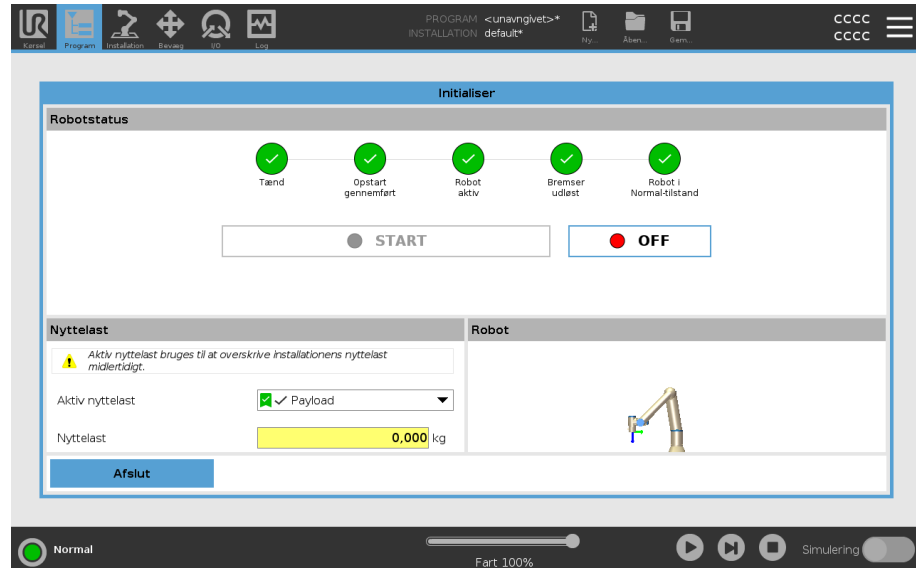 PROGRAM <unavngivet>*
INSTALLATION default*
CCCC
CCCC
Kørsel Program Installation Bevæg I/O Log Ny... Åben... Gem...
Initialiser
Robotstatus
Tænd
Opstart
gennemført
Robot
aktiv
Bremser
udløst
Robot i
Normal-tilstand
START
OFF
Nyttelast
Robot
Aktiv nyttelast bruges til at overskrive installationens nyttelast
midlertidigt.
Aktiv nyttelast
Payload
Nyttelast
0,000 kg
Afslut
Normal
Fart 100%
Simulering